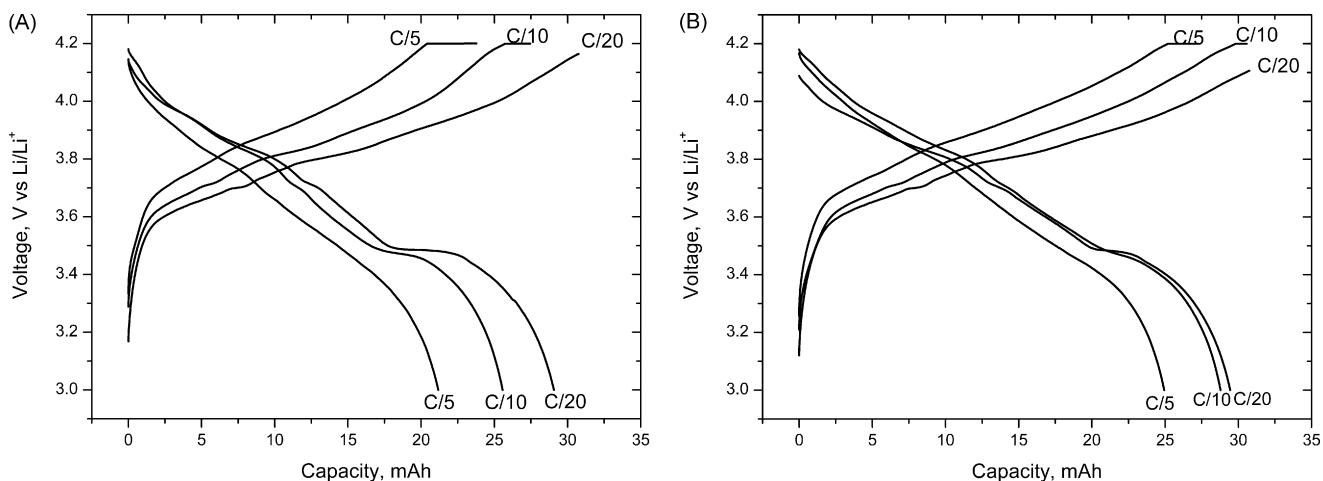 (A)
4.2
4.0
3.8
3.6
3.4
3.2
3.0
Voltage, V vs Li/Li⁺
C/5
C/10
C/20
C/5
C/10
C/20
0 5 10 15 20 25 30 35
Capacity, mAh
(B)
4.2
4.0
3.8
3.6
3.4
3.2
3.0
Voltage, V vs Li/Li⁺
C/5
C/10
C/20
C/5
C/10
C/20
0 5 10 15 20 25 30 35
Capacity, mAh